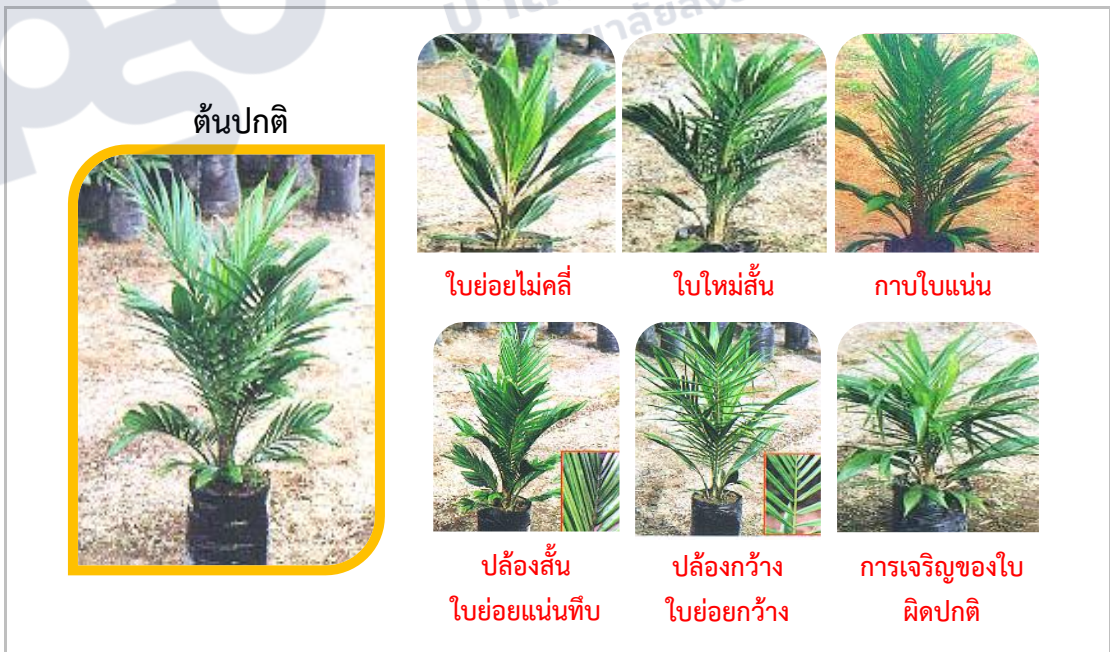 ต้นปกติ
ใบย่อยไม่คลี่
ใบใหม่สั้น
กาบใบแน่น
ปล้องสั้น
ใบย่อยแน่นทึบ
ปล้องกว้าง
ใบย่อยกว้าง
การเจริญของใบ
ผิดปกติ